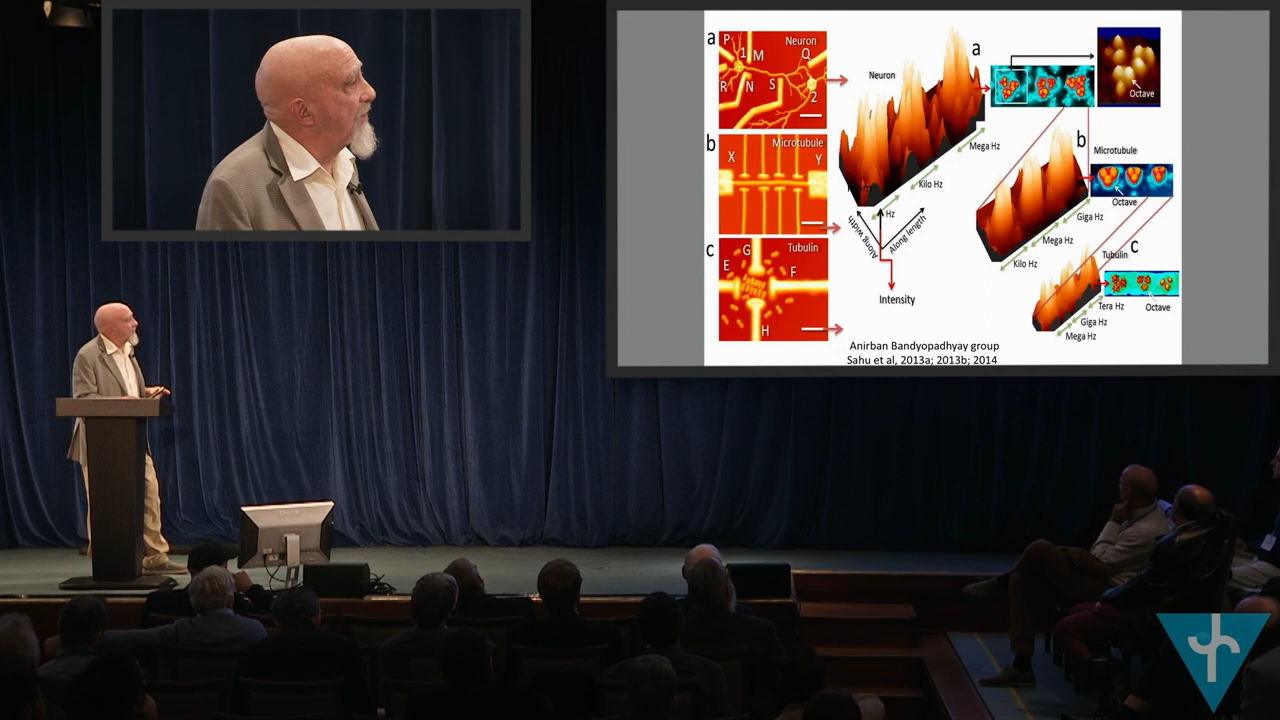 a
P
1
M
Neuron
Q
R
N
S
2
b
Microtubule
X
Y
c
Tubulin
G
E
F
H
Neuron
a
Octave
Mega Hz
Kilo Hz
Hz
Along width
Along length
Intensity
b
Microtubule
Octave
Giga Hz
Mega Hz
Kilo Hz
c
Tubulin
Tera Hz
Octave
Giga Hz
Mega Hz
Anirban Bandyopadhyay group
Sahu et al, 2013a; 2013b; 2014